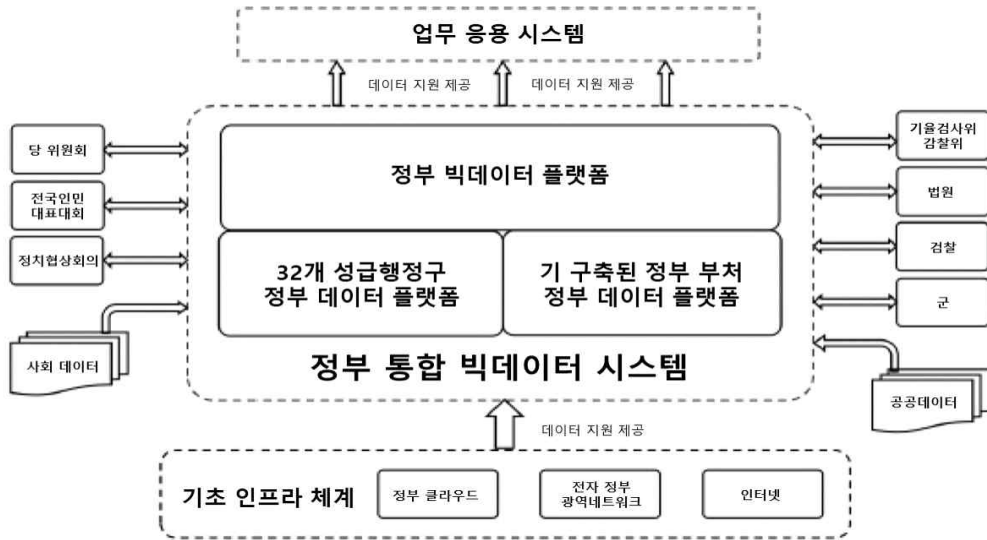 업무 응용 시스템
데이터 지원 제공
데이터 지원 제공
당 위원회
전국인민
대표대회
정치협상회의
사회 데이터
정부 빅데이터 플랫폼
32개 성급행정구
정부 데이터 플랫폼
기 구축된 정부 부처
정부 데이터 플랫폼
정부 통합 빅데이터 시스템
기율검사위
감찰위
법원
검찰
군
공공데이터
데이터 지원 제공
기초 인프라 체계
정부 클라우드
전자 정부
광역네트워크
인터넷